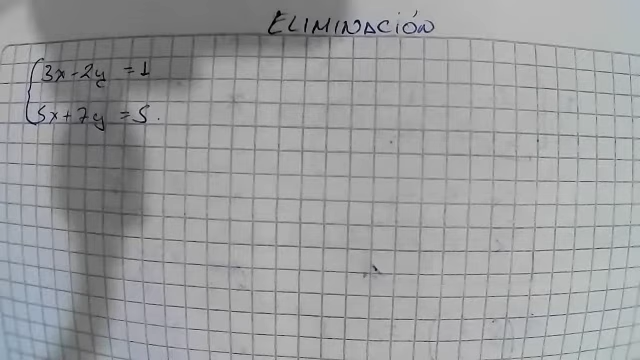 ELIMINACIÓN
3x - 2y = 1
5x + 7y = 5.